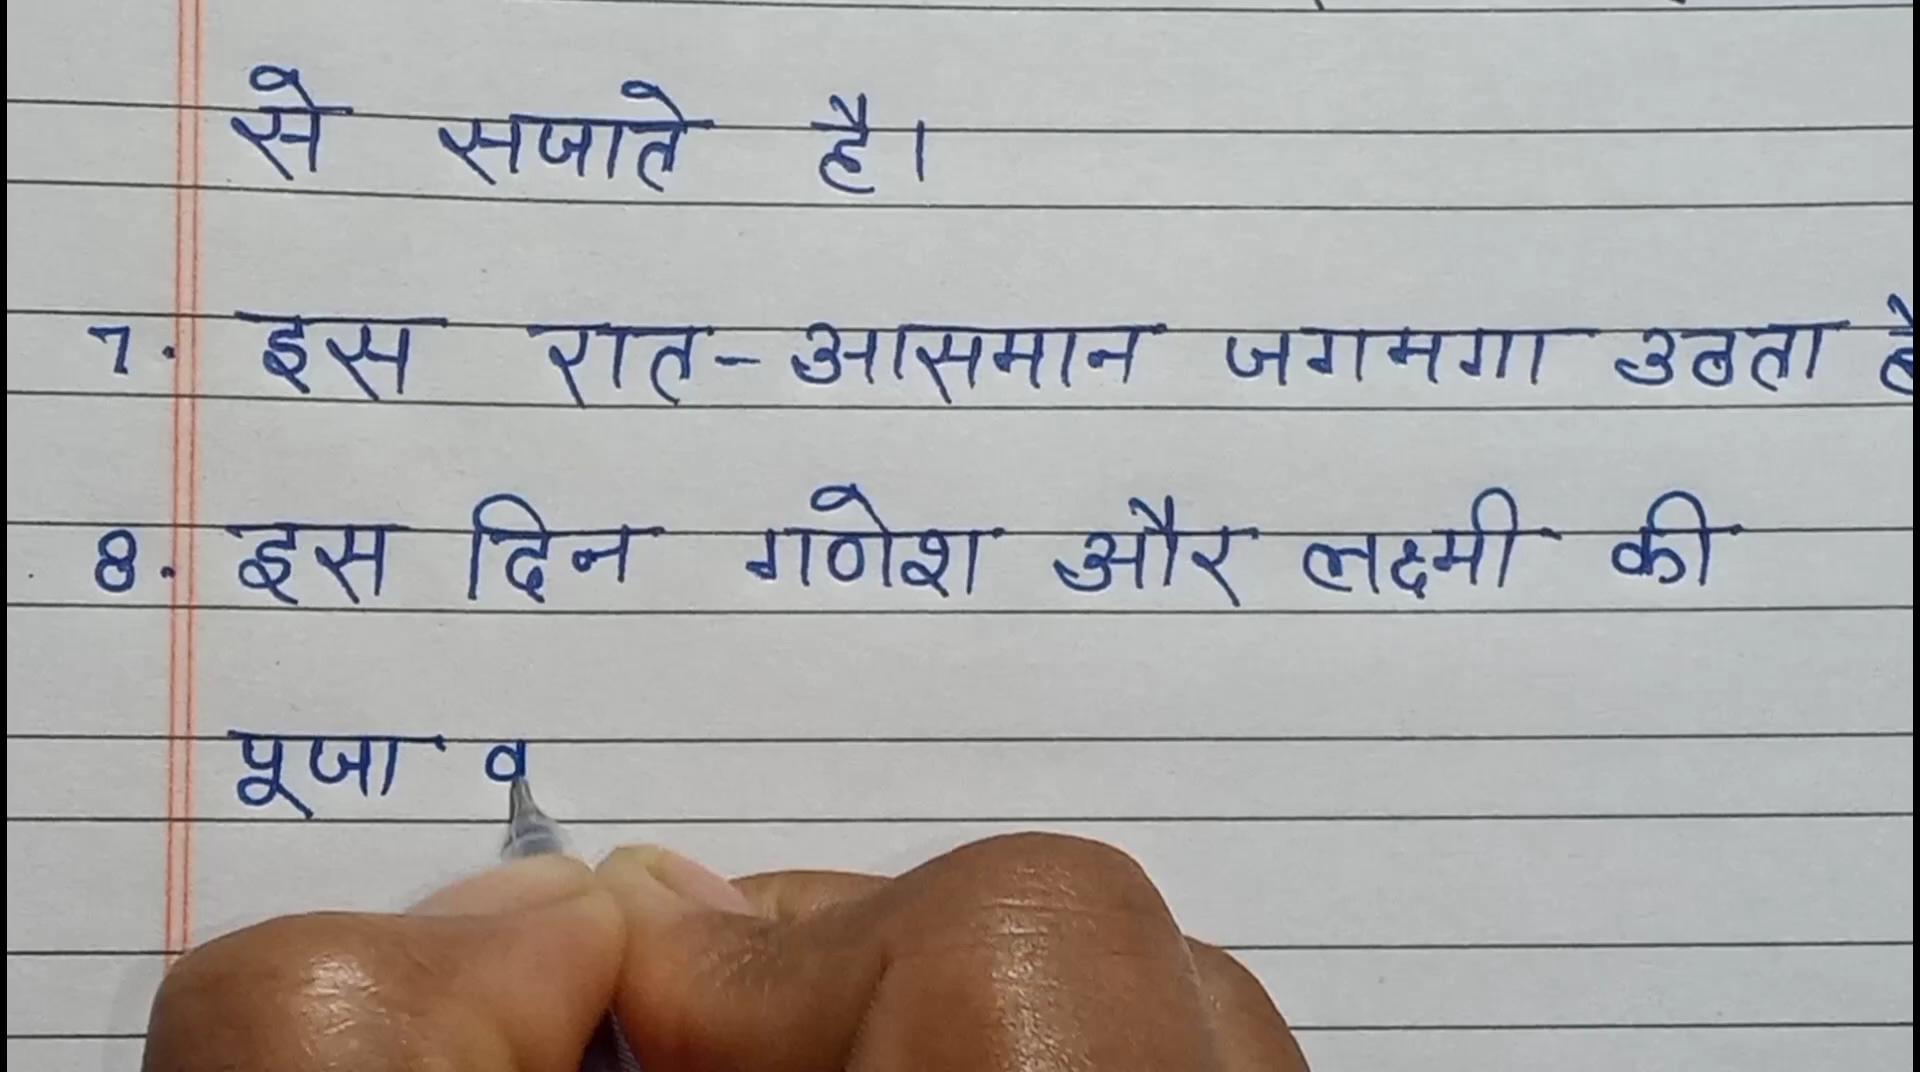 से सजाते है।
7. इस रात-आसमान जगमगा उठता है
8. इस दिन गणेश और लक्ष्मी की
पूजा